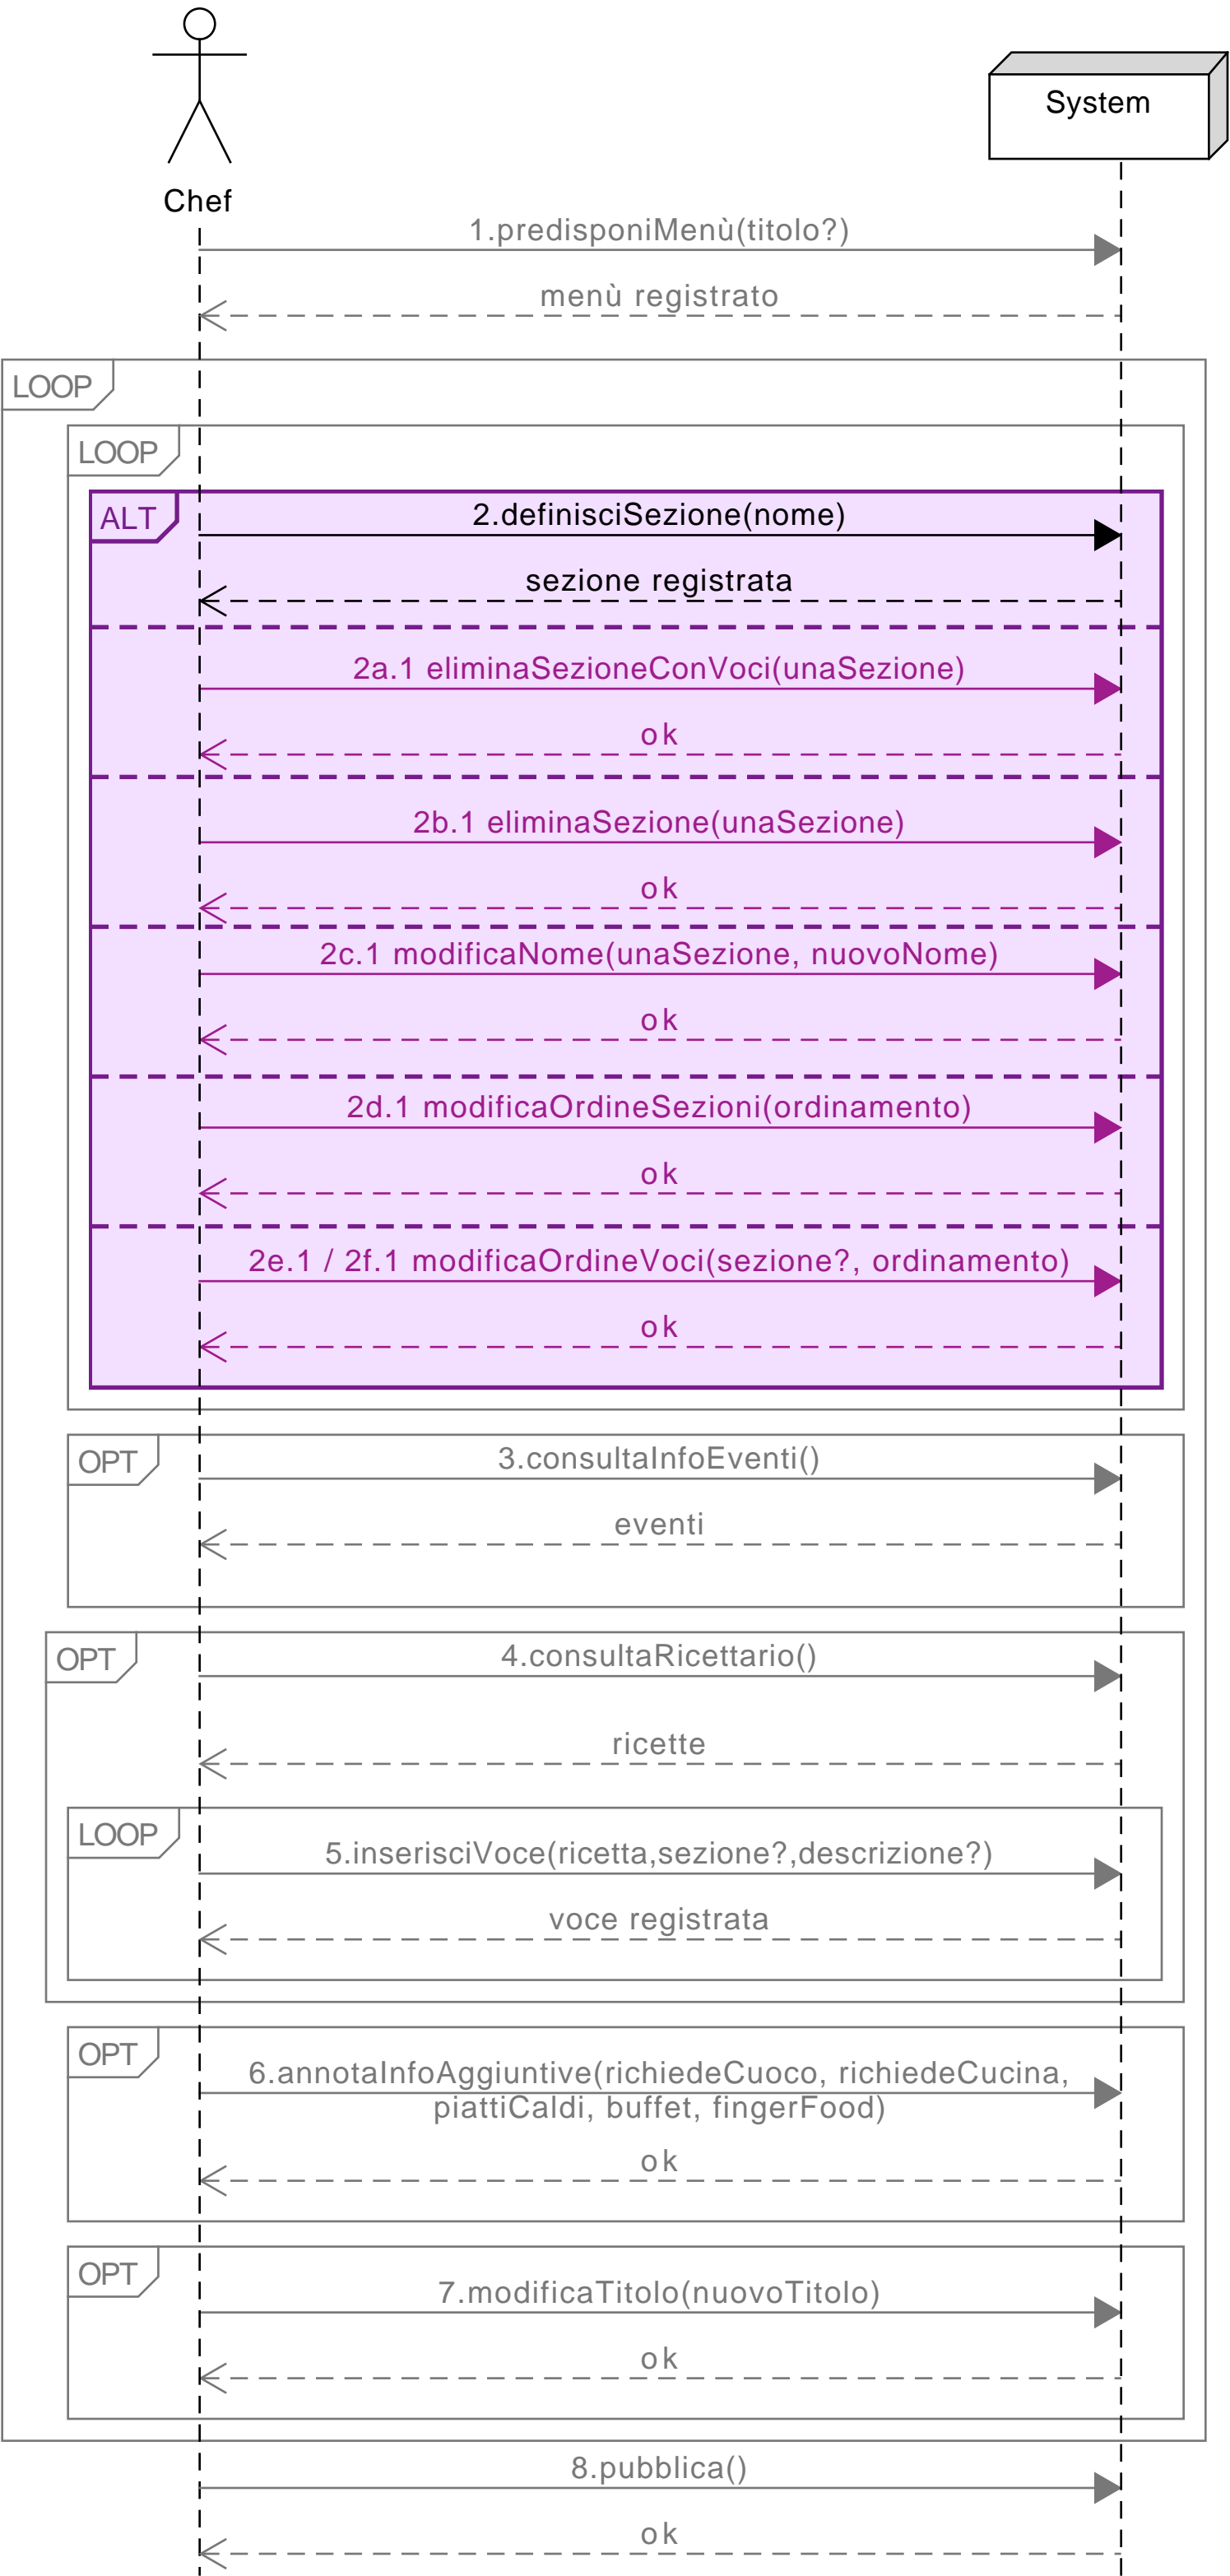 System
Chef
1.predisponiMenù(titolo?)
menù registrato
LOOP
LOOP
ALT
2.definisciSezione(nome)
sezione registrata
2a.1 eliminaSezioneConVoci(unaSezione)
ok
2b.1 eliminaSezione(unaSezione)
ok
2c.1 modificaNome(unaSezione, nuovoNome)
ok
2d.1 modificaOrdineSezioni(ordinamento)
ok
2e.1 / 2f.1 modificaOrdineVoci(sezione?, ordinamento)
ok
OPT
3.consultaInfoEventi()
eventi
OPT
4.consultaRicettario()
ricette
LOOP
5.inserisciVoce(ricetta,sezione?,descrizione?)
voce registrata
OPT
6.annotaInfoAggiuntive(richiedeCuoco, richiedeCucina,
piattiCaldi, buffet, fingerFood)
ok
OPT
7.modificaTitolo(nuovoTitolo)
ok
8.pubblica()
ok